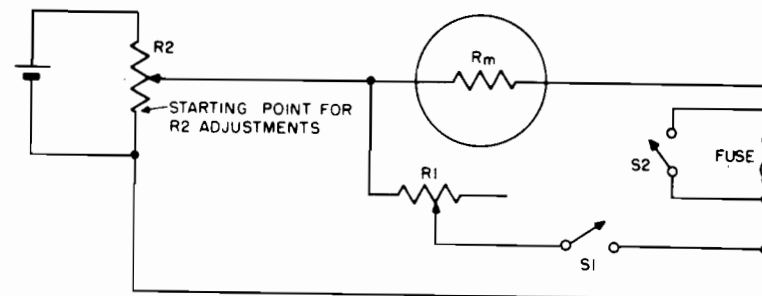 R2
Rm
STARTING POINT FOR
R2 ADJUSTMENTS
S2
FUSE
R1
S1